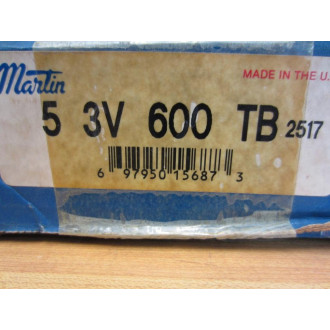 Martin
MADE IN THE U.
5 3V 600 TB 2517
6 97950 15687 3